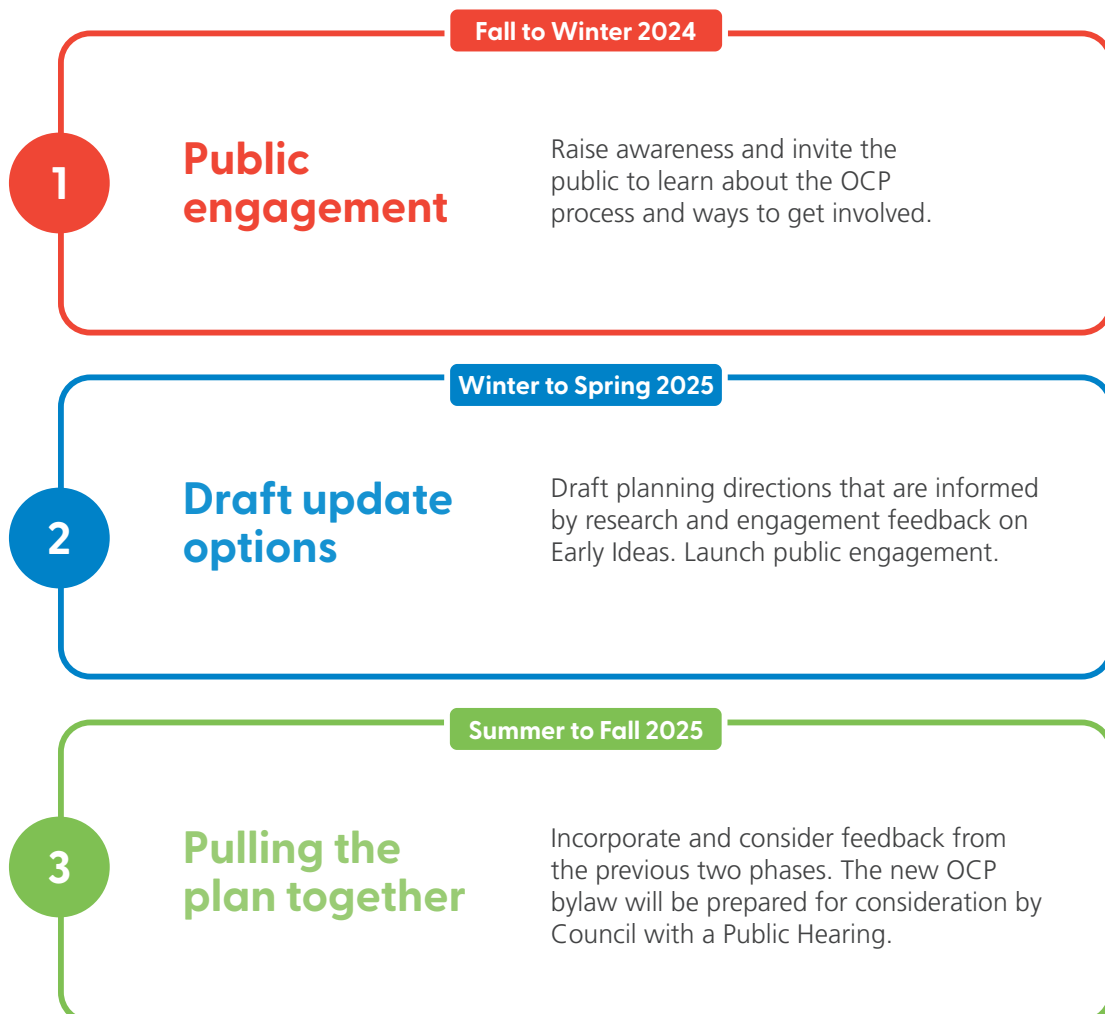 Fall to Winter 2024
1
Public
engagement
Raise awareness and invite the
public to learn about the OCP
process and ways to get involved.
Winter to Spring 2025
2
Draft update
options
Draft planning directions that are informed
by research and engagement feedback on
Early Ideas. Launch public engagement.
Summer to Fall 2025
3
Pulling the
plan together
Incorporate and consider feedback from
the previous two phases. The new OCP
bylaw will be prepared for consideration by
Council with a Public Hearing.